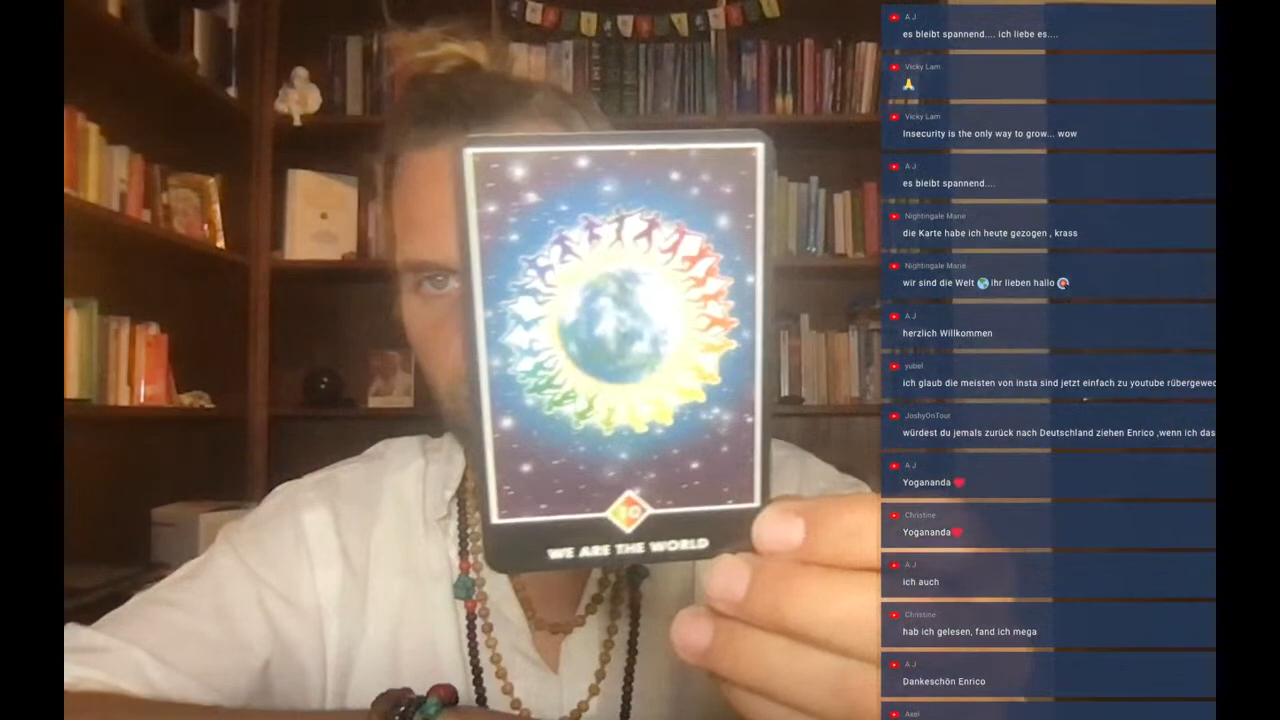 A J
es bleibt spannend.... ich liebe es....
Vicky Lam
🙏
Vicky Lam
Insecurity is the only way to grow... wow
A J
es bleibt spannend....
Nightingale Marie
die Karte habe ich heute gezogen , krass
Nightingale Marie
wir sind die Welt 🌍 ihr lieben hallo
A J
herzlich Willkommen
yubel
ich glaub die meisten von insta sind jetzt einfach zu youtube rübergewec
JoshyOnTour
würdest du jemals zurück nach Deutschland ziehen Enrico ,wenn ich das
A J
Yogananda ❤️
Christine
Yogananda❤️
A J
ich auch
Christine
hab ich gelesen, fand ich mega
A J
Dankeschön Enrico
Axel
10
WE ARE THE WORLD